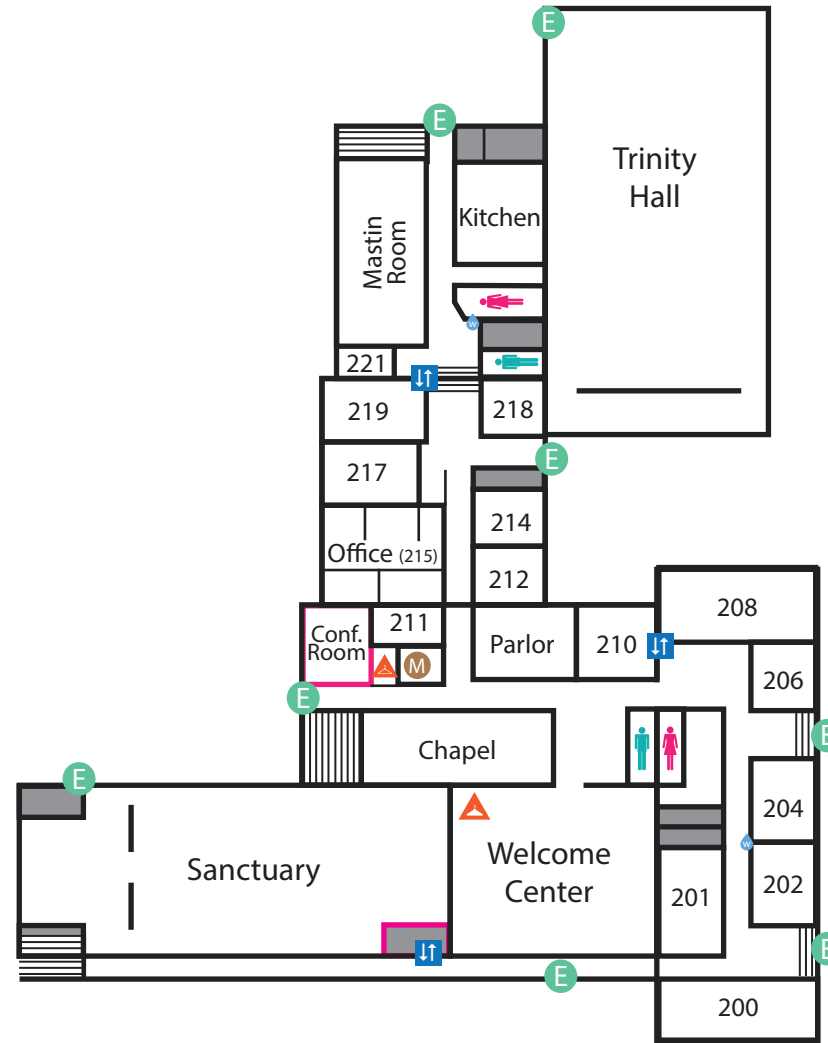 E
Trinity
Hall
E
Mastin
Room
Kitchen
w
221
219
218
E
217
214
Office (215)
212
208
211
Conf.
Room
Parlor
210
M
206
E
E
Chapel
E
204
w
Sanctuary
Welcome
Center
201
202
E
E
200